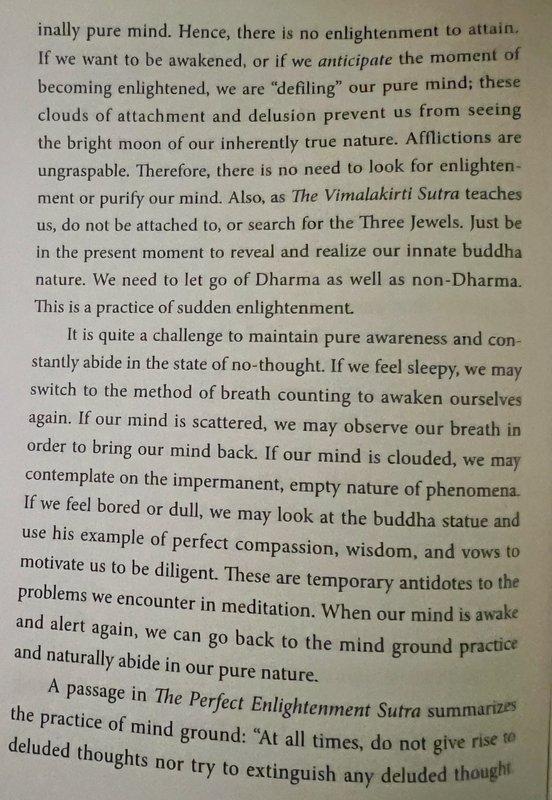 inally pure mind. Hence, there is no enlightenment to attain.
If we want to be awakened, or if we anticipate the moment of
becoming enlightened, we are “defiling” our pure mind; these
clouds of attachment and delusion prevent us from seeing
the bright moon of our inherently true nature. Afflictions are
ungraspable. Therefore, there is no need to look for enlighten-
ment or purify our mind. Also, as The Vimalakirti Sutra teaches
us, do not be attached to, or search for the Three Jewels. Just be
in the present moment to reveal and realize our innate buddha
nature. We need to let go of Dharma as well as non-Dharma.
This is a practice of sudden enlightenment.
It is quite a challenge to maintain pure awareness and con-
stantly abide in the state of no-thought. If we feel sleepy, we may
switch to the method of breath counting to awaken ourselves
again. If our mind is scattered, we may observe our breath in
order to bring our mind back. If our mind is clouded, we may
contemplate on the impermanent, empty nature of phenomena.
If we feel bored or dull, we may look at the buddha statue and
use his example of perfect compassion, wisdom, and vows to
motivate us to be diligent. These are temporary antidotes to the
problems we encounter in meditation. When our mind is awake
and alert again, we can go back to the mind ground practice
and naturally abide in our pure nature.
A passage in The Perfect Enlightenment Sutra summarizes
the practice of mind ground: “At all times, do not give rise to
deluded thoughts nor try to extinguish any deluded thought